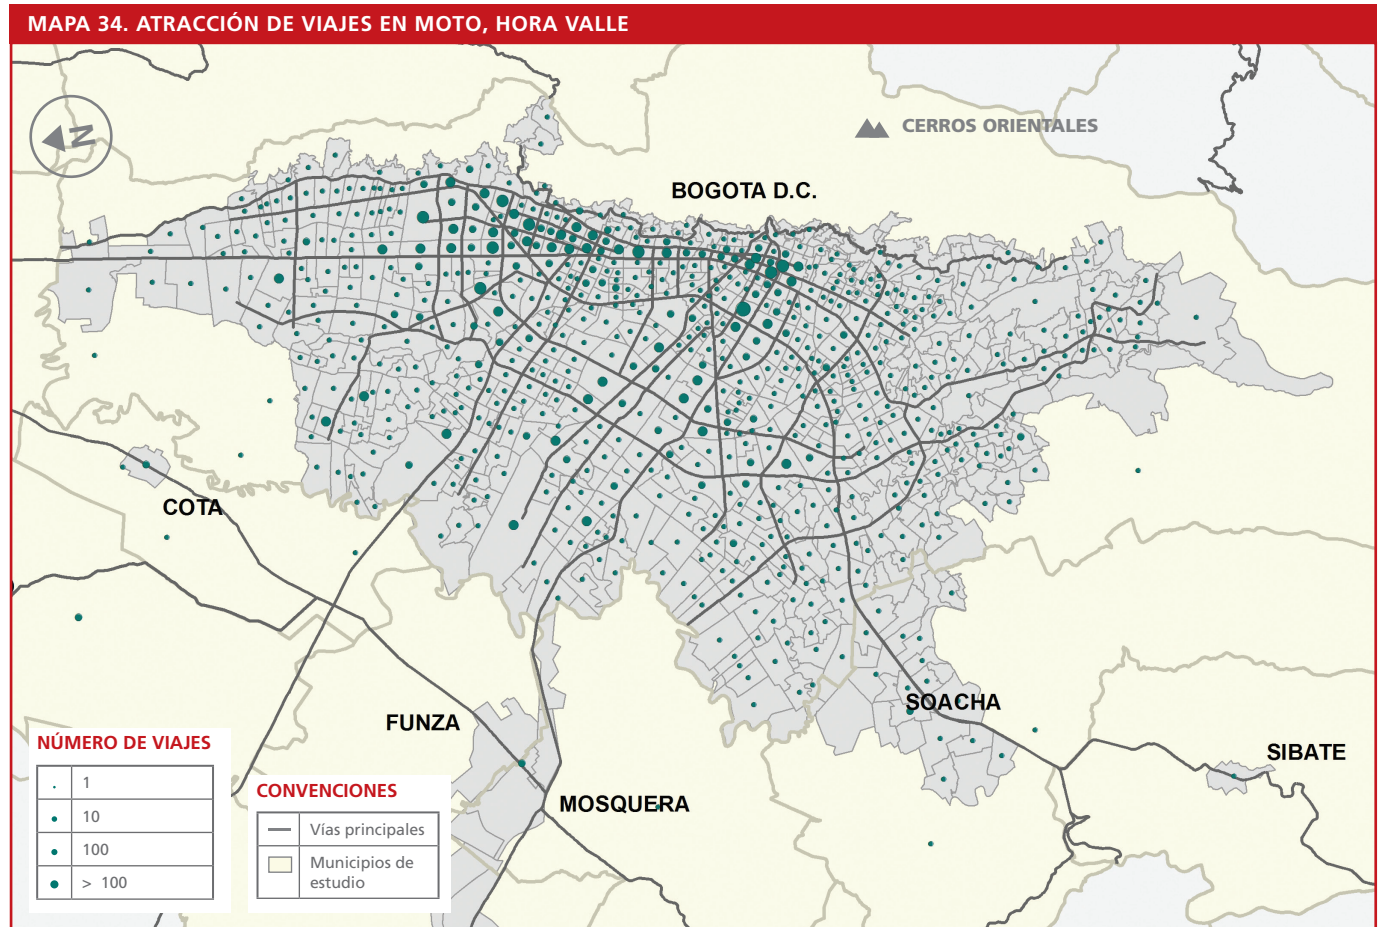 MAPA 34. ATRACCIÓN DE VIAJES EN MOTO, HORA VALLE
N
CERROS ORIENTALES
BOGOTA D.C.
COTA
FUNZA
SOACHA
SIBATE
MOSQUERA
NÚMERO DE VIAJES
1
10
100
> 100
CONVENCIONES
Vías principales
Municipios de
estudio